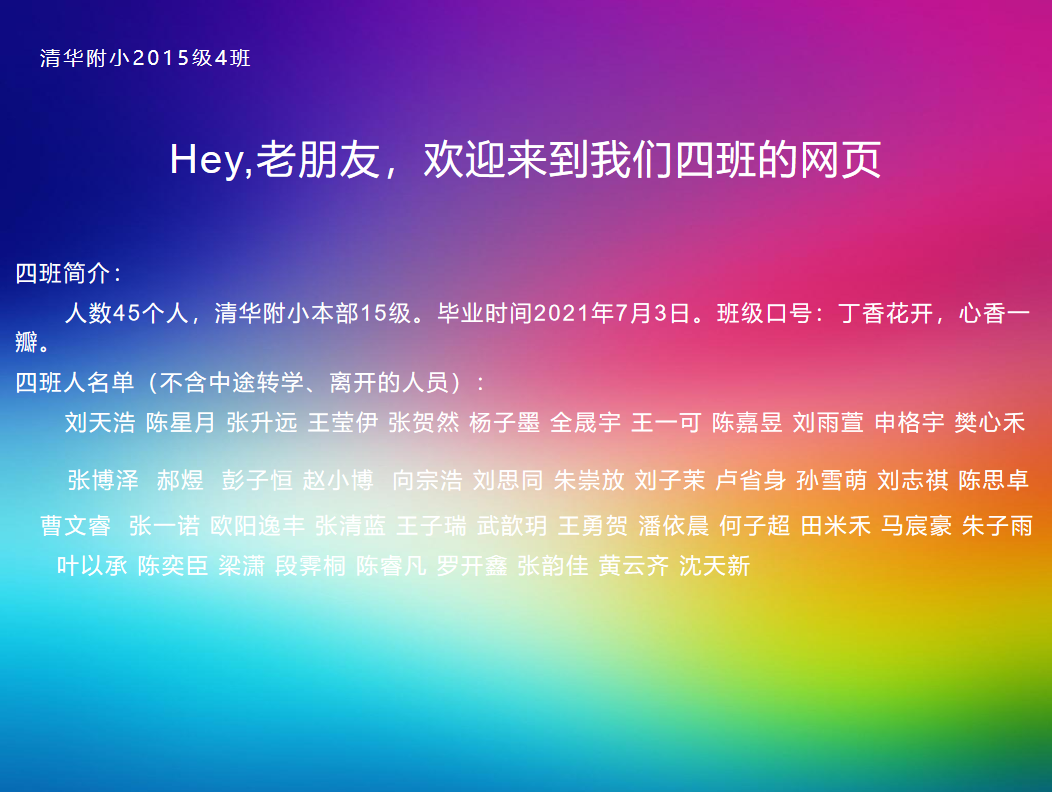 清华附小2015级4班
Hey,老朋友，欢迎来到我们四班的网页
四班简介：
人数45个人，清华附小本部15级。毕业时间2021年7月3日。班级口号：丁香花开，心香一
瓣。
四班人名单（不含中途转学、离开的人员）：
刘天浩 陈星月 张升远 王莹伊 张贺然 杨子墨 全晟宇 王一可 陈嘉昱 刘雨萱 申格宇 樊心禾
张博泽 郝煜 彭子恒 赵小博 向宗浩 刘思同 朱崇放 刘子茉 卢省身 孙雪萌 刘志祺 陈思卓
曹文睿 张一诺 欧阳逸丰 张清蓝 王子瑞 武歆玥 王勇贺 潘依晨 何子超 田米禾 马宸豪 朱子雨
叶以承 陈奕臣 梁潇 段霁桐 陈睿凡 罗开鑫 张韵佳 黄云齐 沈天新